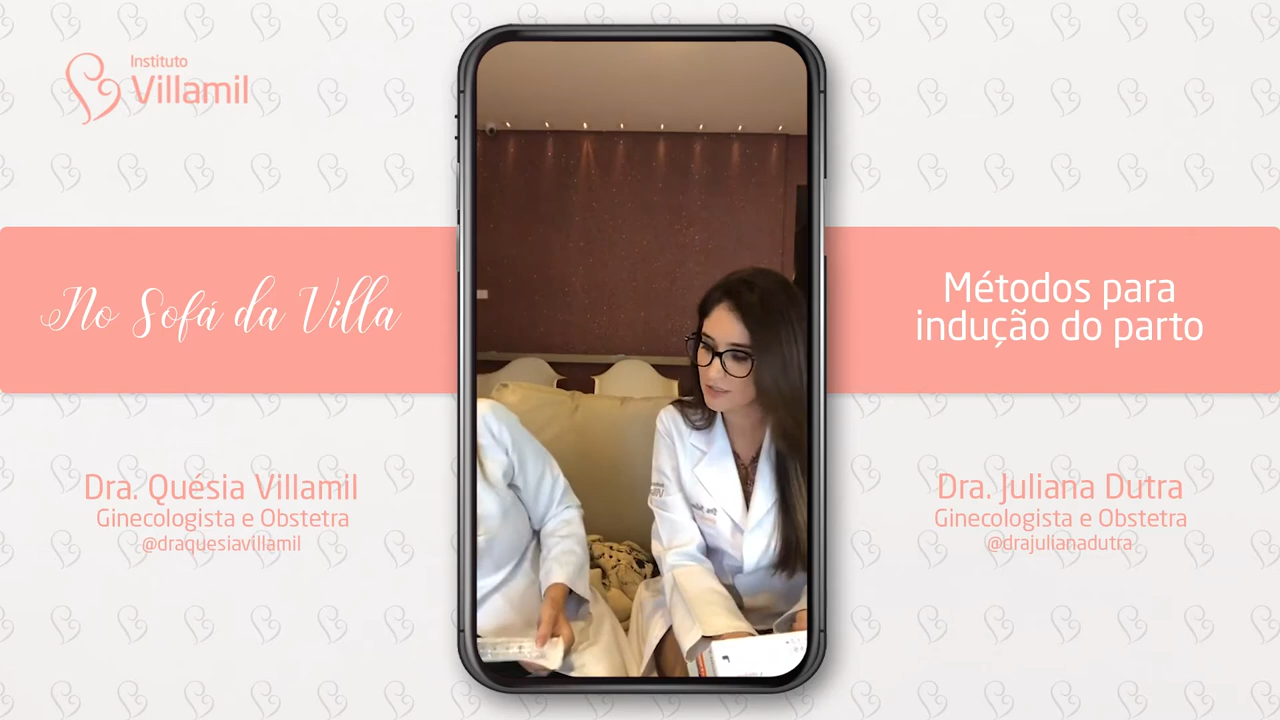 Instituto
Villamil
No Sofá da Villa
Métodos para
indução do parto
Dra. Quésia Villamil
Ginecologista e Obstetra
@draquesiavillamil
Dra. Juliana Dutra
Ginecologista e Obstetra
@drajulianadutra